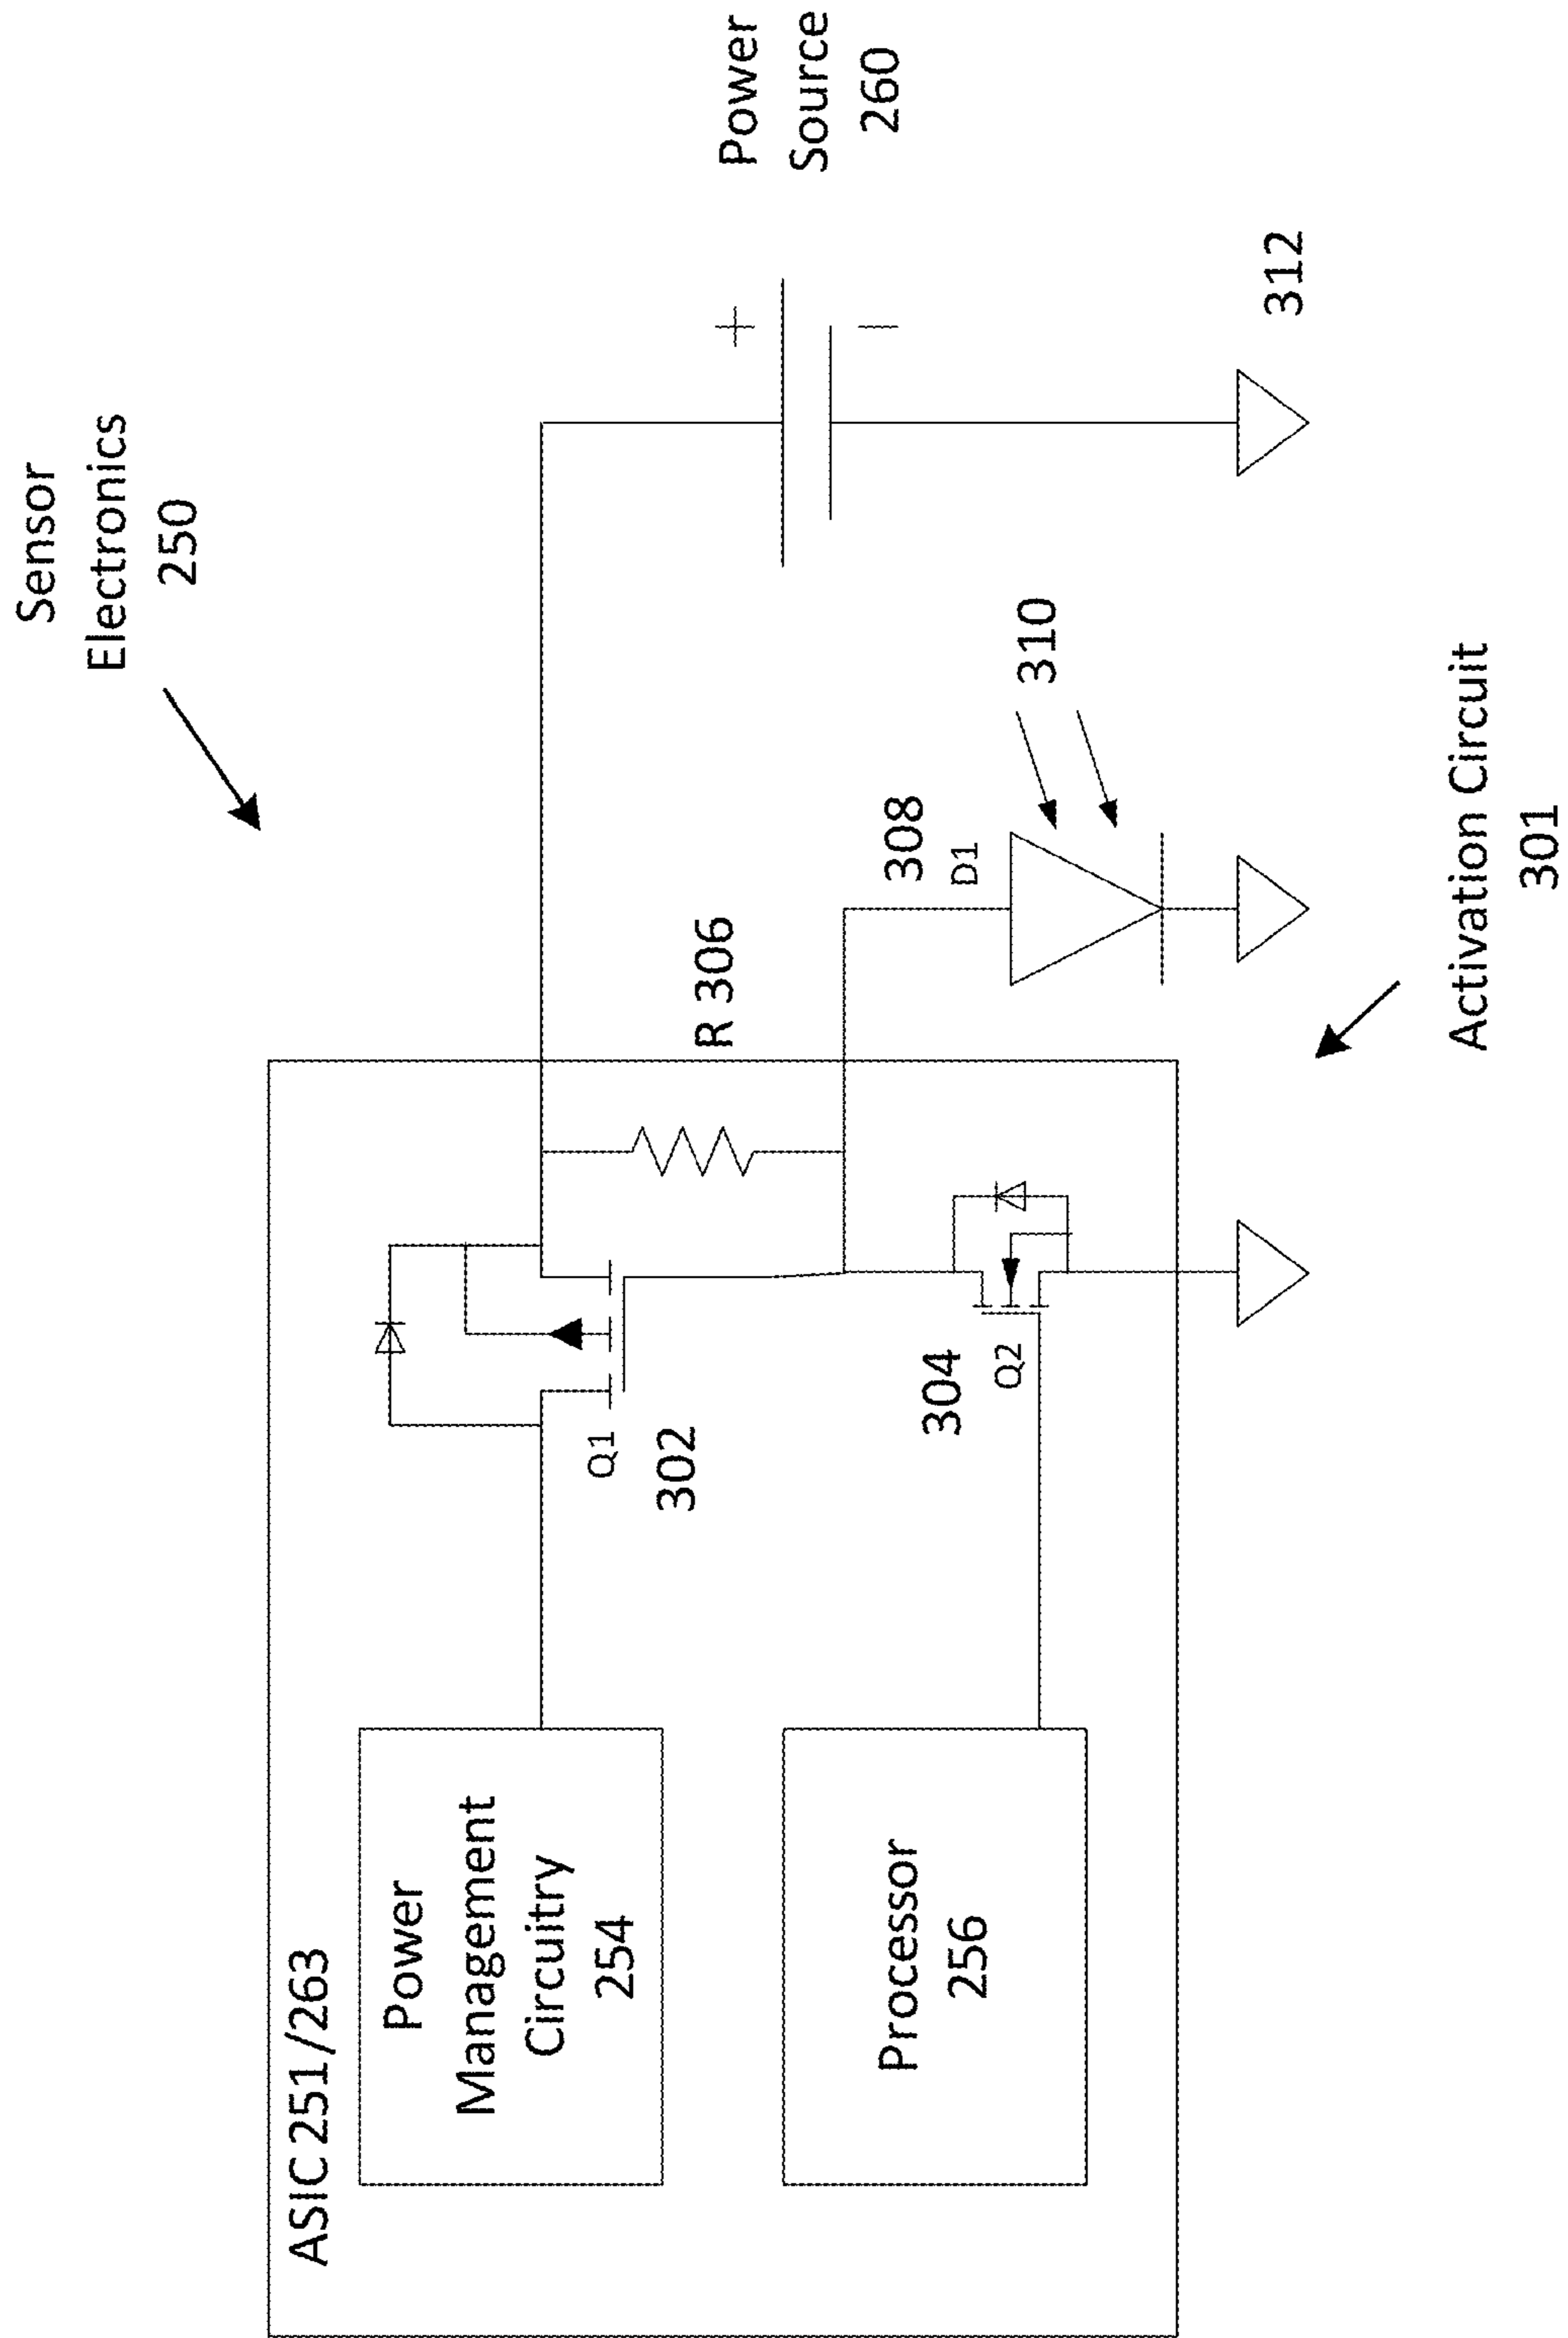 Sensor
Electronics
250
ASIC 251/263
Power
Management
Circuitry
254
Q1
302
R 306
Power
Source
260
+
−
Processor
256
304
Q2
308
D1
310
312
Activation Circuit
301